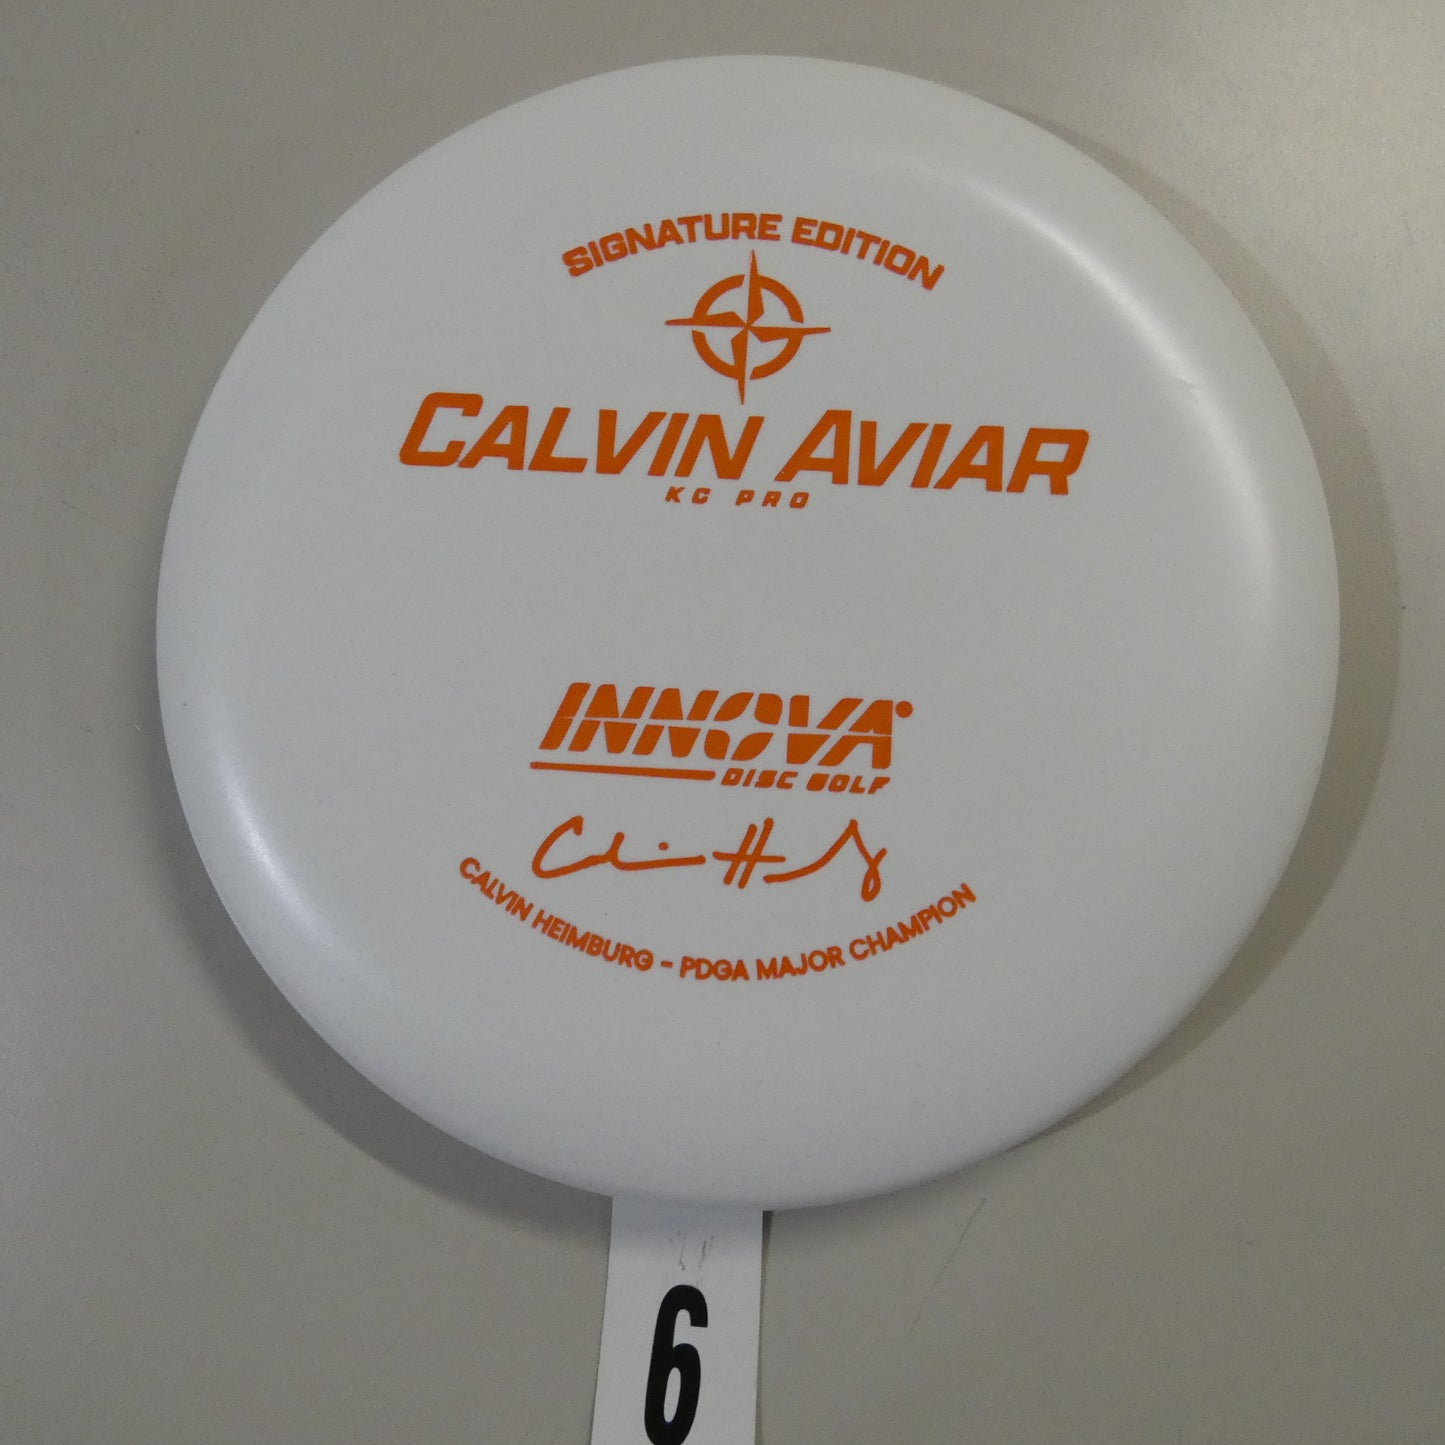 SIGNATURE EDITION
CALVIN AVIAR
KC PRO
INNOVA
DISC GOLF
CALVIN HEIMBURG - PDGA MAJOR CHAMPION
6